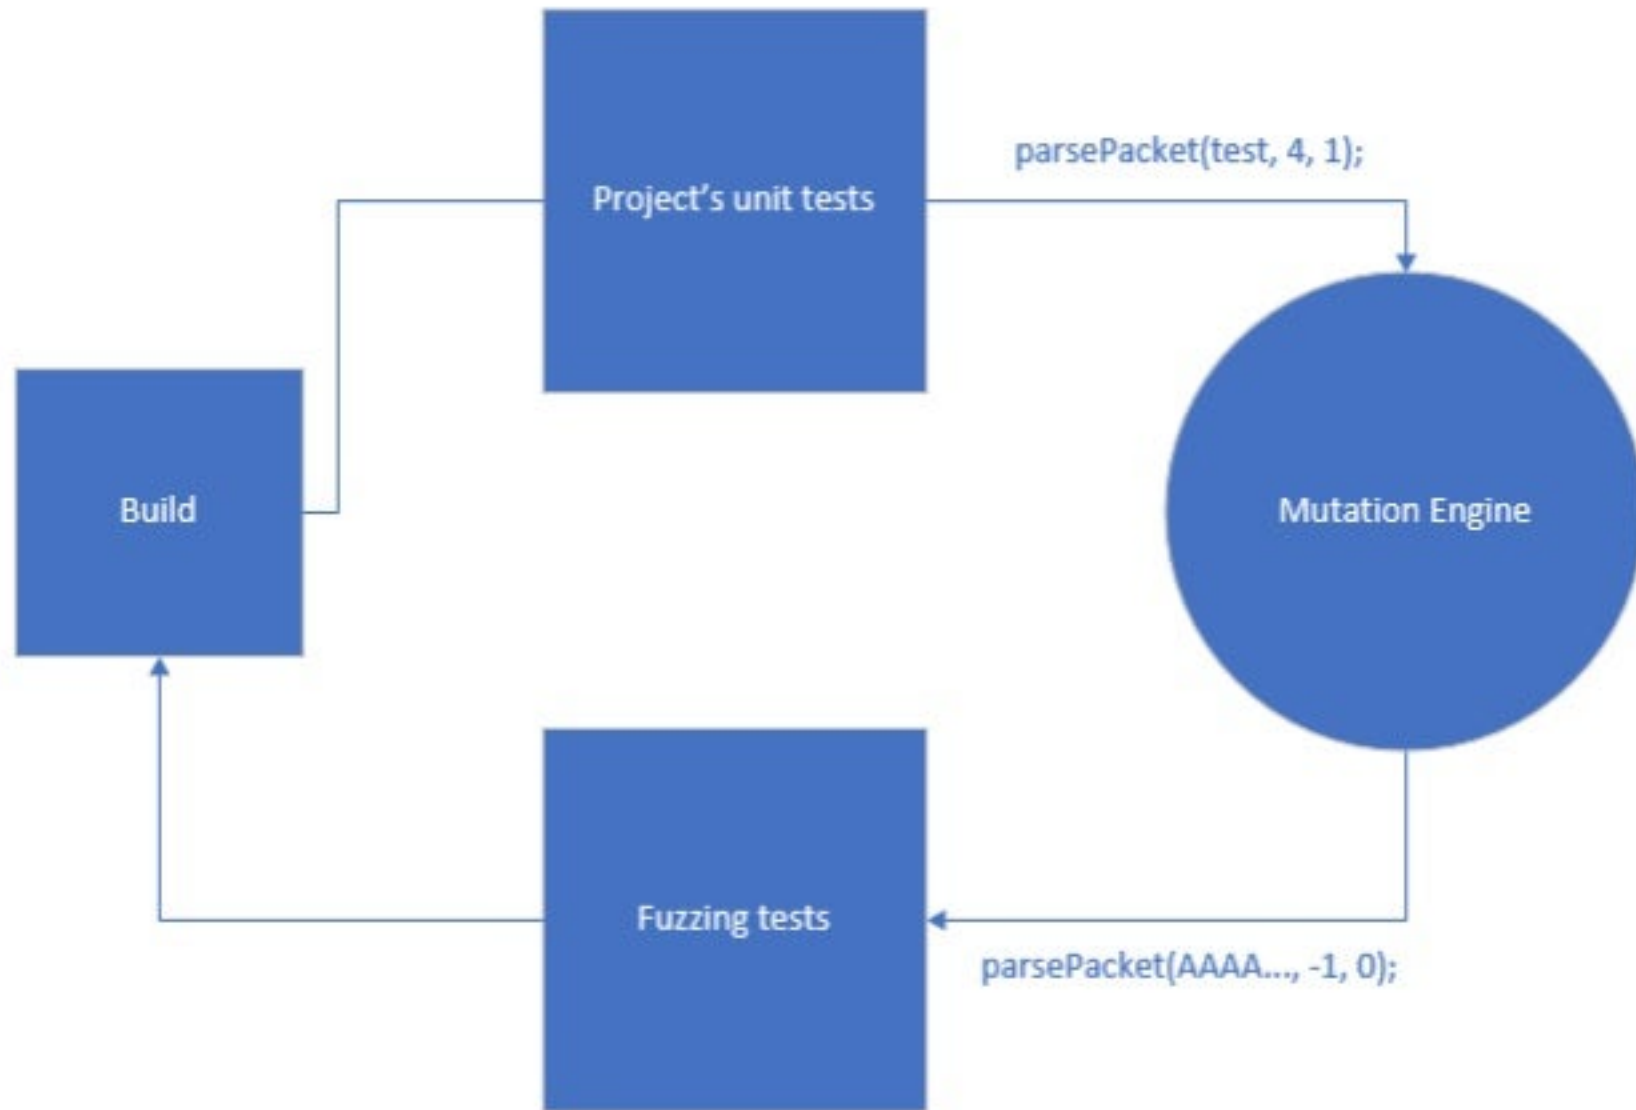 Project’s unit tests
parsePacket(test, 4, 1);
Build
Mutation Engine
Fuzzing tests
parsePacket(AAAA..., -1, 0);